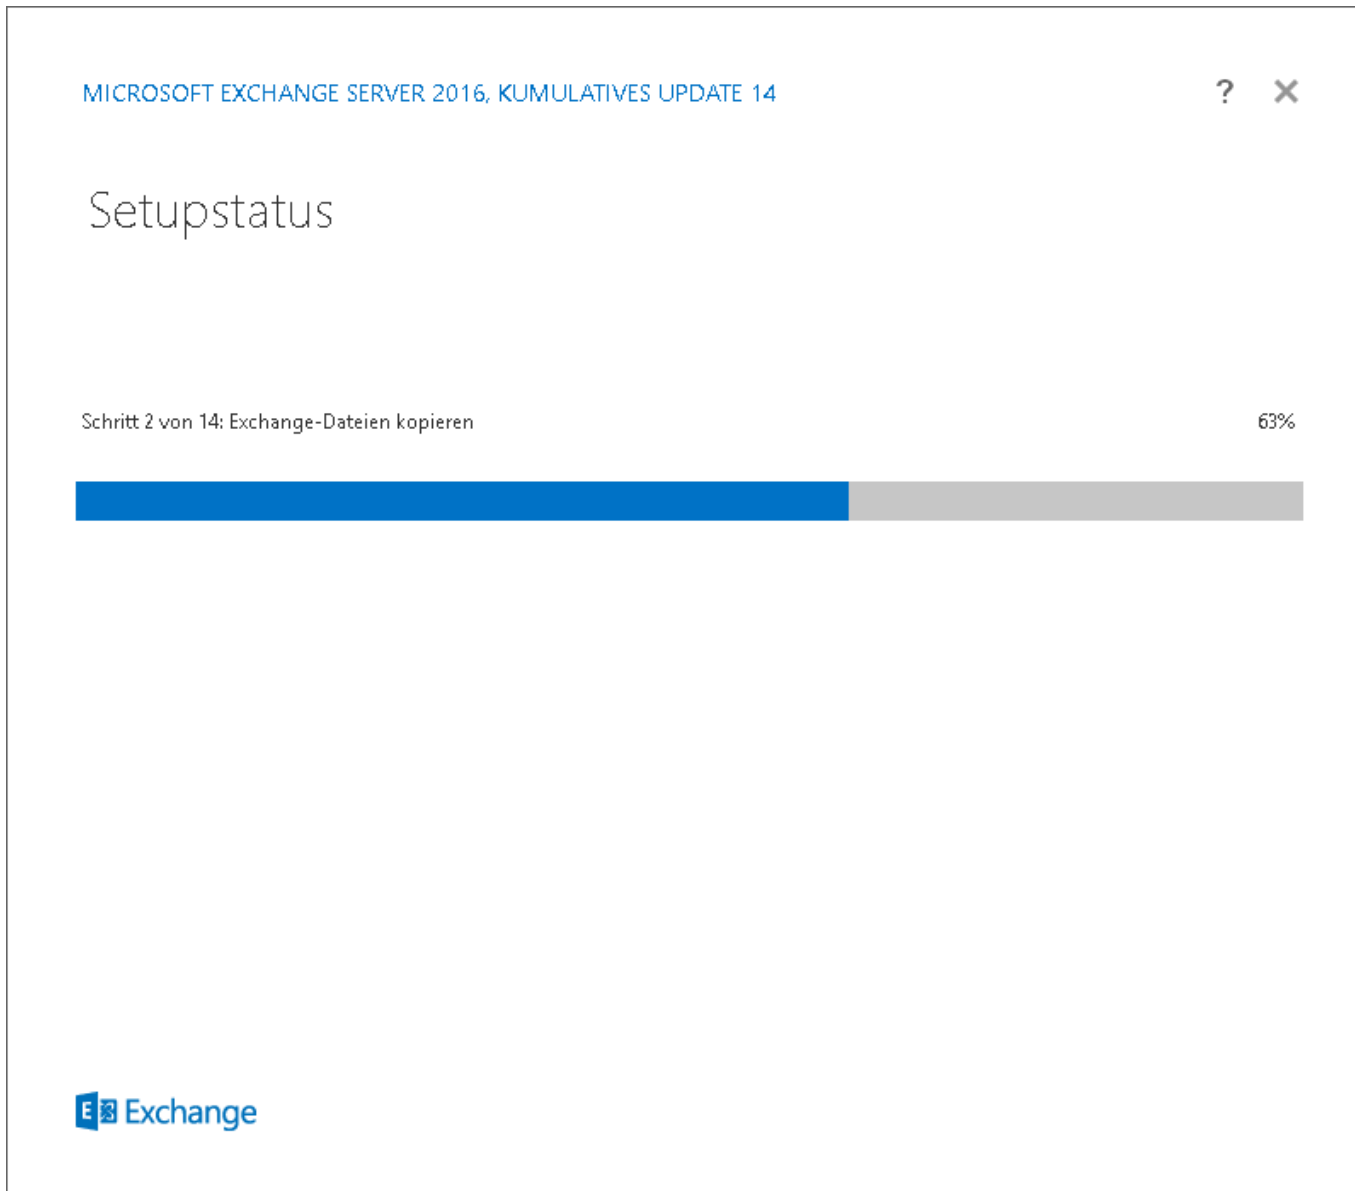 MICROSOFT EXCHANGE SERVER 2016, KUMULATIVES UPDATE 14 ?
Setupstatus
Schritt 2 von 14: Exchange-Dateien kopieren 63%
E Exchange